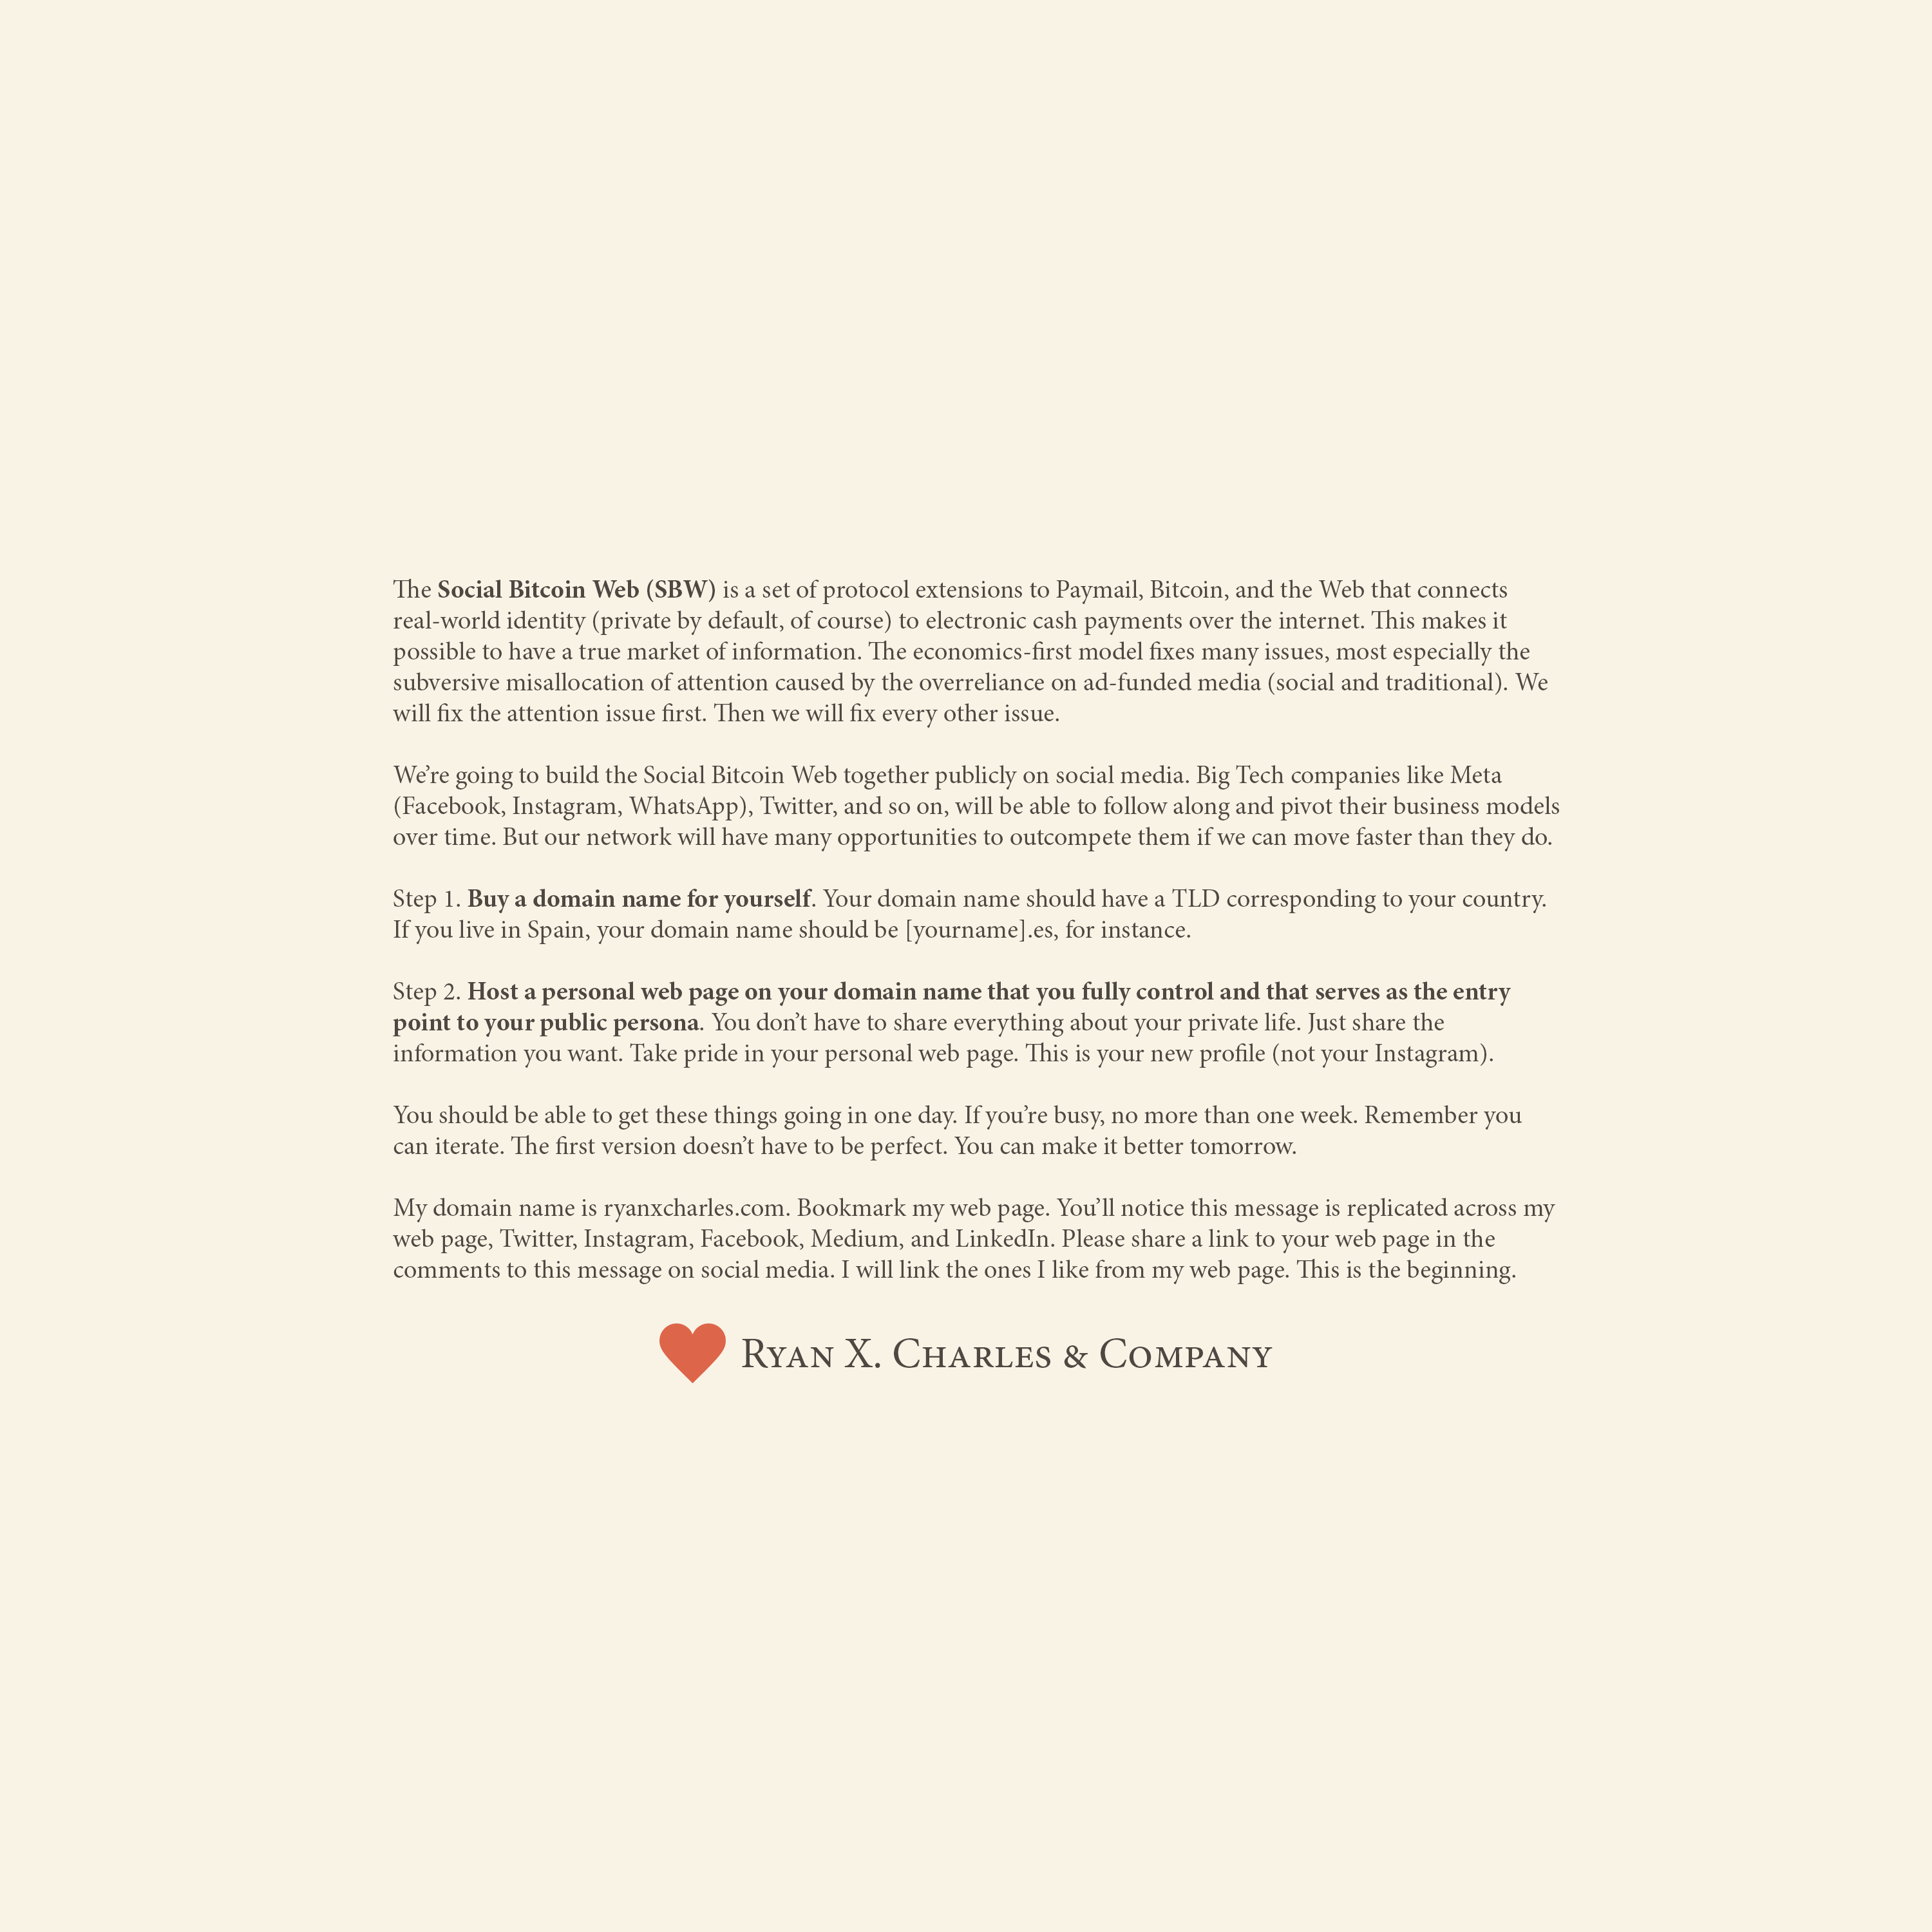 The Social Bitcoin Web (SBW) is a set of protocol extensions to Paymail, Bitcoin, and the Web that connects
real-world identity (private by default, of course) to electronic cash payments over the internet. This makes it
possible to have a true market of information. The economics-first model fixes many issues, most especially the
subversive misallocation of attention caused by the overreliance on ad-funded media (social and traditional). We
will fix the attention issue first. Then we will fix every other issue.
We’re going to build the Social Bitcoin Web together publicly on social media. Big Tech companies like Meta
(Facebook, Instagram, WhatsApp), Twitter, and so on, will be able to follow along and pivot their business models
over time. But our network will have many opportunities to outcompete them if we can move faster than they do.
Step 1. Buy a domain name for yourself. Your domain name should have a TLD corresponding to your country.
If you live in Spain, your domain name should be [yourname].es, for instance.
Step 2. Host a personal web page on your domain name that you fully control and that serves as the entry
point to your public persona. You don’t have to share everything about your private life. Just share the
information you want. Take pride in your personal web page. This is your new profile (not your Instagram).
You should be able to get these things going in one day. If you’re busy, no more than one week. Remember you
can iterate. The first version doesn’t have to be perfect. You can make it better tomorrow.
My domain name is ryanxcharles.com. Bookmark my web page. You’ll notice this message is replicated across my
web page, Twitter, Instagram, Facebook, Medium, and LinkedIn. Please share a link to your web page in the
comments to this message on social media. I will link the ones I like from my web page. This is the beginning.
Ryan X. Charles & Company